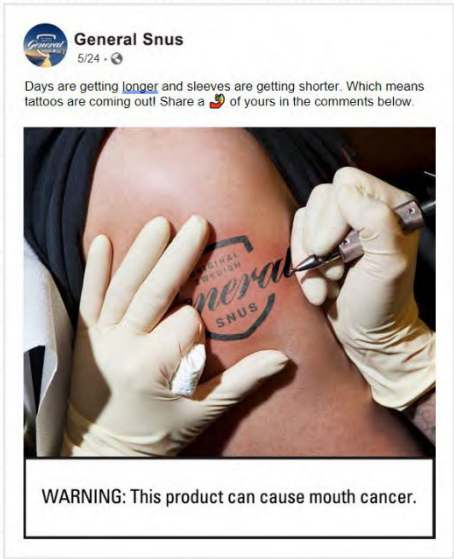 General
General Snus
5/24 -
Days are getting longer and sleeves are getting shorter. Which means
tattoos are coming out! Share a of yours in the comments below.
SWEDISH
neral
SNUS
WARNING: This product can cause mouth cancer.